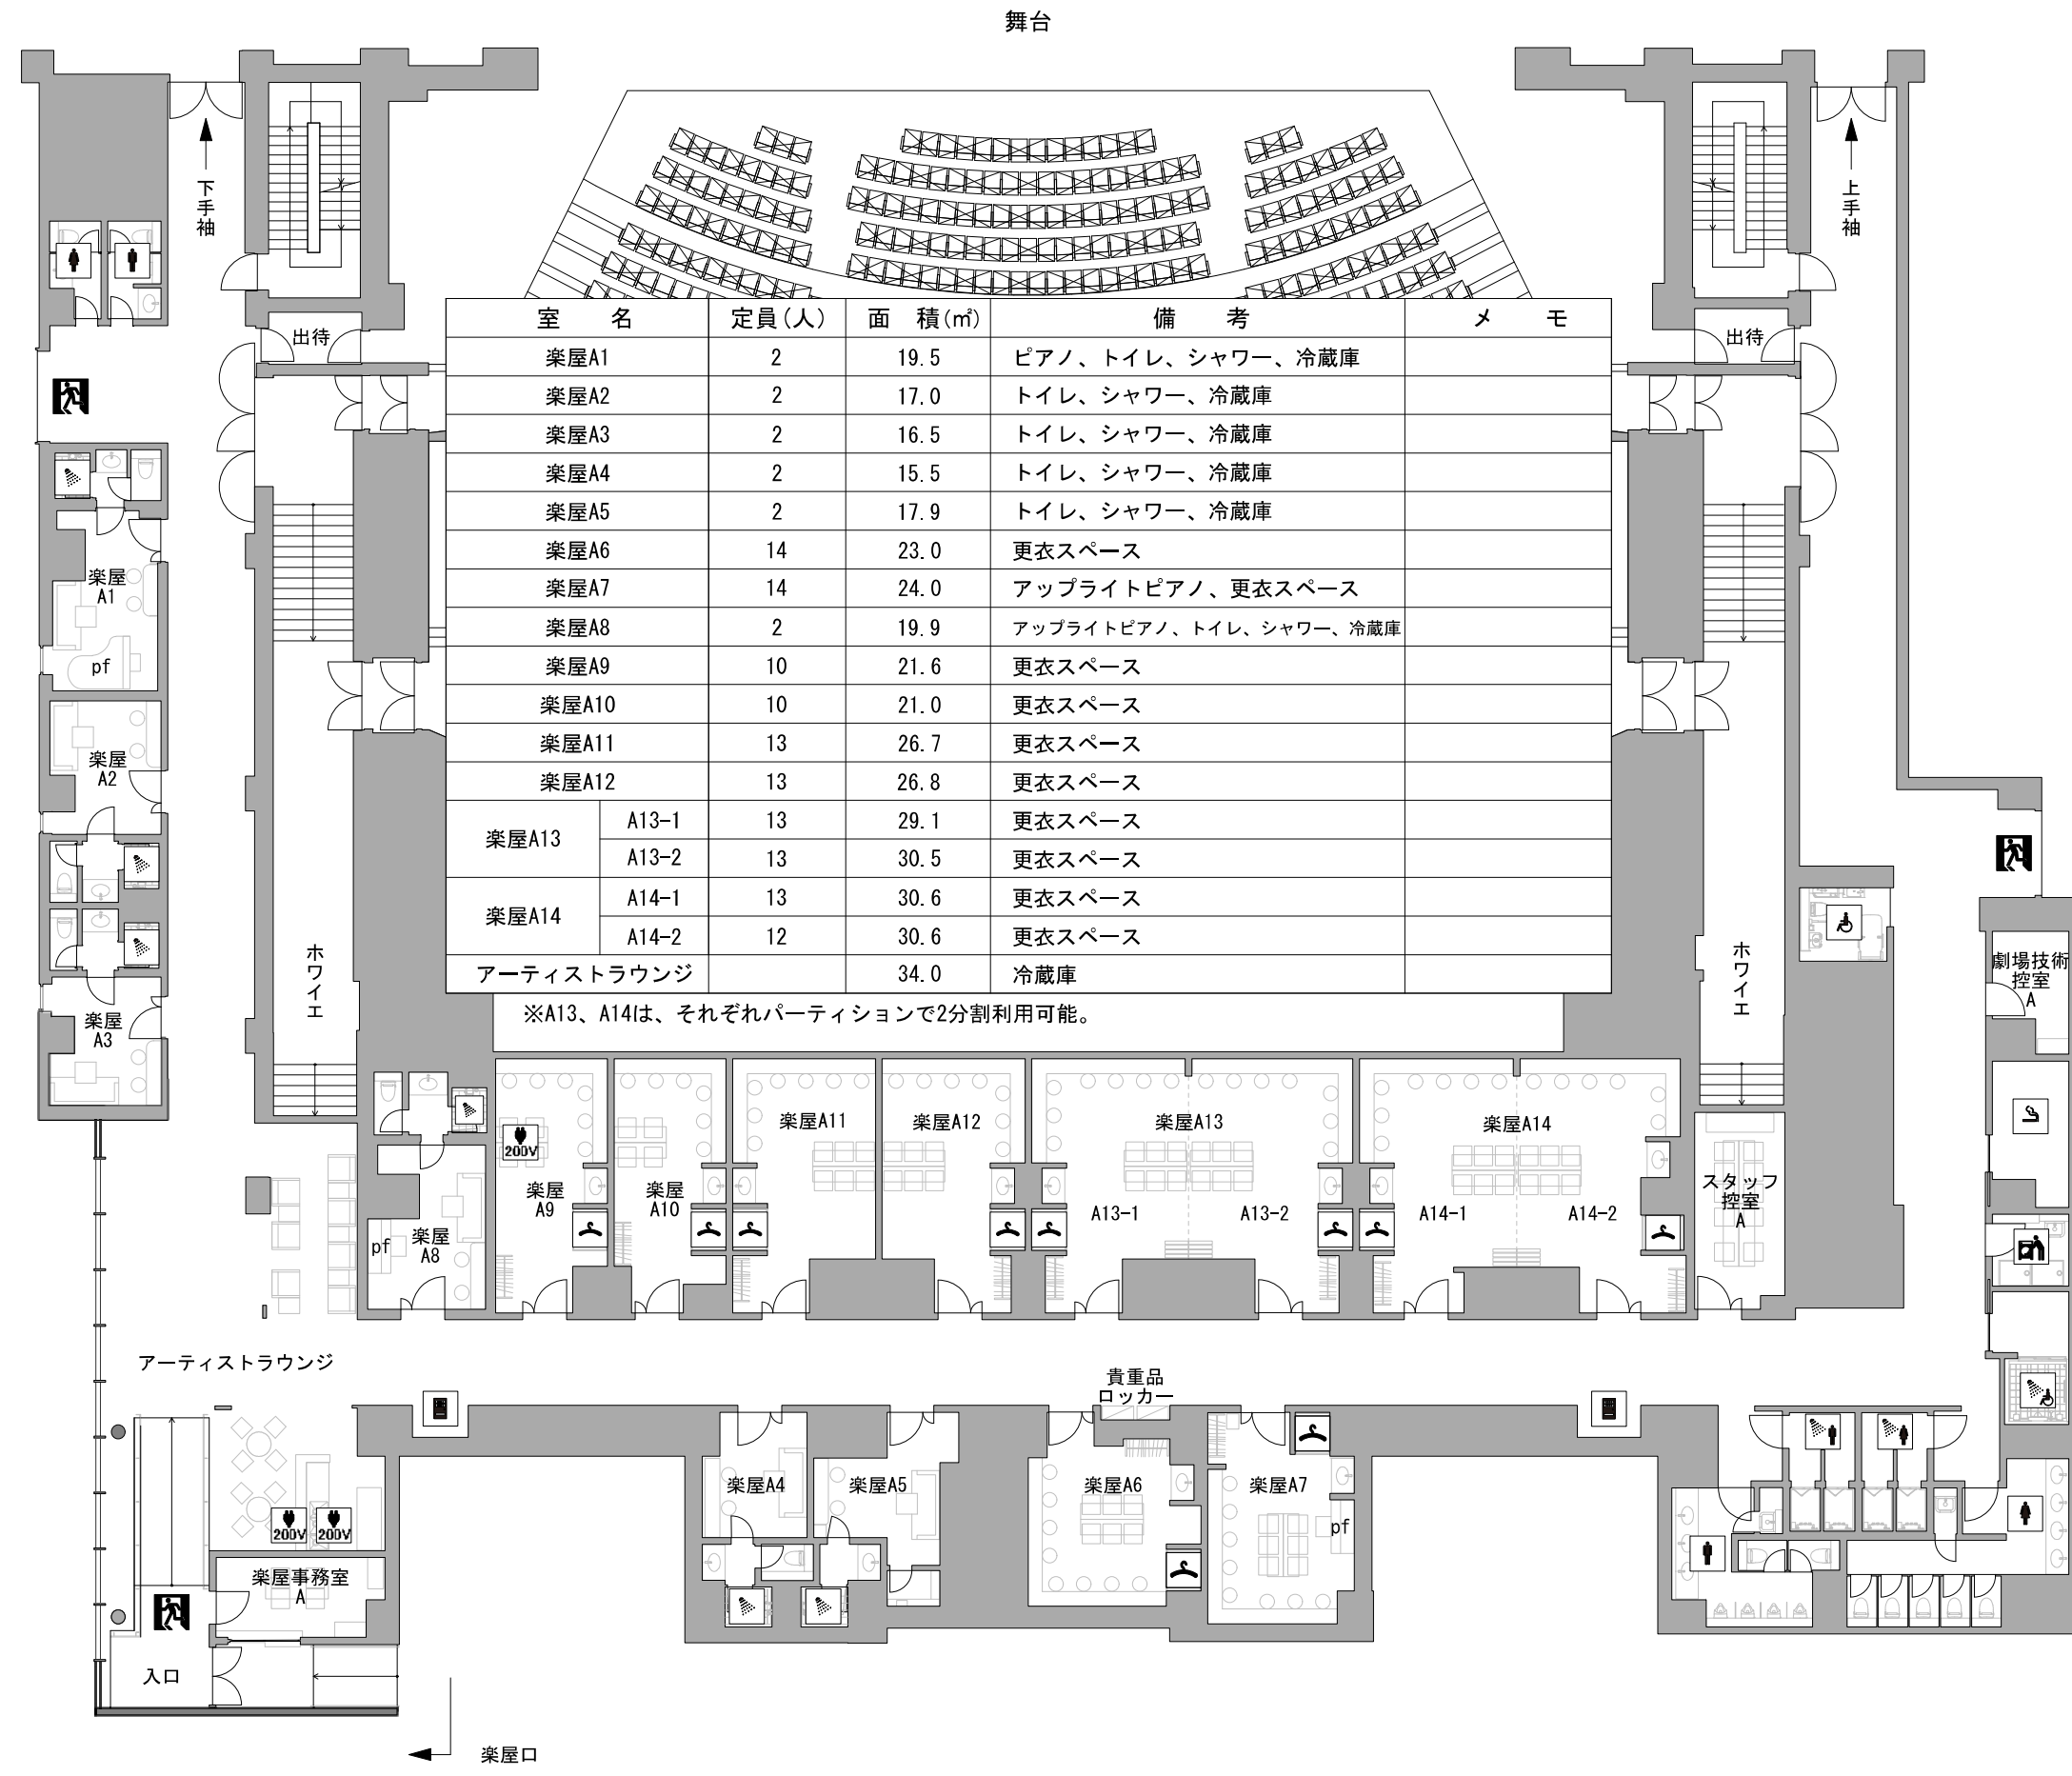 舞台
下手袖
上手袖
出待
出待
室 名 定員(人) 面 積(㎡) 備 考 メ モ
楽屋A1 2 19.5 ピアノ、トイレ、シャワー、冷蔵庫
楽屋A2 2 17.0 トイレ、シャワー、冷蔵庫
楽屋A3 2 16.5 トイレ、シャワー、冷蔵庫
楽屋A4 2 15.5 トイレ、シャワー、冷蔵庫
楽屋A5 2 17.9 トイレ、シャワー、冷蔵庫
楽屋A6 14 23.0 更衣スペース
楽屋A7 14 24.0 アップライトピアノ、更衣スペース
楽屋A8 2 19.9 アップライトピアノ、トイレ、シャワー、冷蔵庫
楽屋A9 10 21.6 更衣スペース
楽屋A10 10 21.0 更衣スペース
楽屋A11 13 26.7 更衣スペース
楽屋A12 13 26.8 更衣スペース
楽屋A13 A13-1 13 29.1 更衣スペース
A13-2 13 30.5 更衣スペース
楽屋A14 A14-1 13 30.6 更衣スペース
A14-2 12 30.6 更衣スペース
アーティストラウンジ 34.0 冷蔵庫
※A13、A14は、それぞれパーティションで2分割利用可能。
楽屋
A1
pf
楽屋
A2
楽屋
A3
ホワイエ
ホワイエ
劇場技術
控室
A
楽屋
A8
pf
200V
楽屋
A9
楽屋
A10
楽屋A11
楽屋A12
楽屋A13
A13-1
A13-2
楽屋A14
A14-1
A14-2
スタッフ
控室
A
アーティストラウンジ
貴重品
ロッカー
200V
200V
楽屋A4
楽屋A5
楽屋A6
楽屋A7
pf
楽屋事務室
A
入口
楽屋口